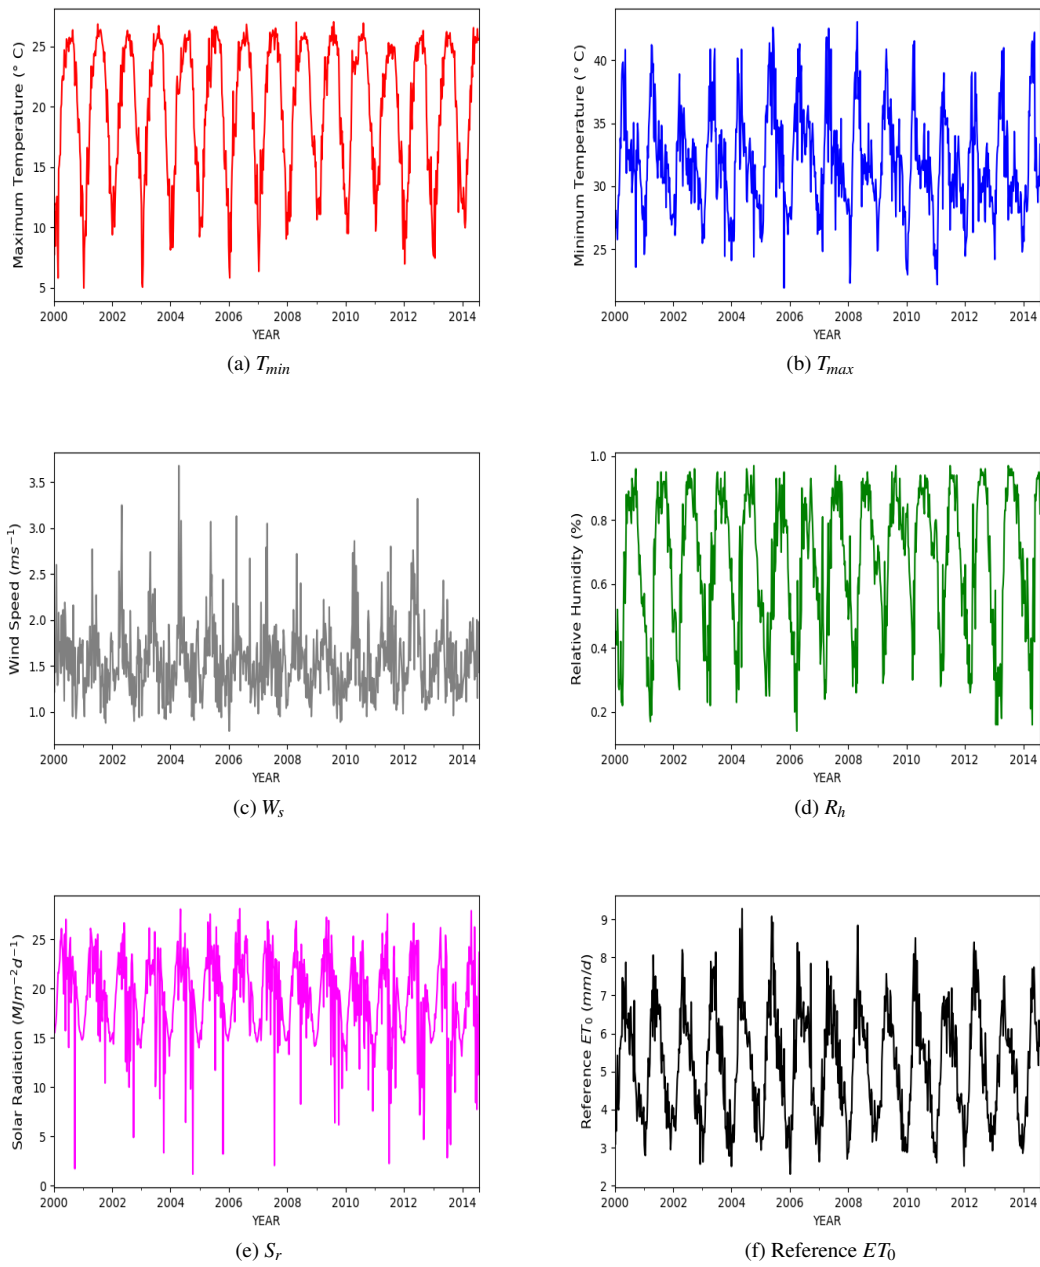 Maximum Temperature (° C)
25
20
15
10
5
2000 2002 2004 2006 2008 2010 2012 2014
YEAR
(a) T_min
Minimum Temperature (° C)
40
35
30
25
2000 2002 2004 2006 2008 2010 2012 2014
YEAR
(b) T_max
Wind Speed (ms⁻¹)
3.5
3.0
2.5
2.0
1.5
1.0
2000 2002 2004 2006 2008 2010 2012 2014
YEAR
(c) W_s
Relative Humidity (%)
1.0
0.8
0.6
0.4
0.2
2000 2002 2004 2006 2008 2010 2012 2014
YEAR
(d) R_h
Solar Radiation (MJm⁻²d⁻¹)
25
20
15
10
5
0
2000 2002 2004 2006 2008 2010 2012 2014
YEAR
(e) S_r
Reference ET₀ (mm/d)
9
8
7
6
5
4
3
2
2000 2002 2004 2006 2008 2010 2012 2014
YEAR
(f) Reference ET₀